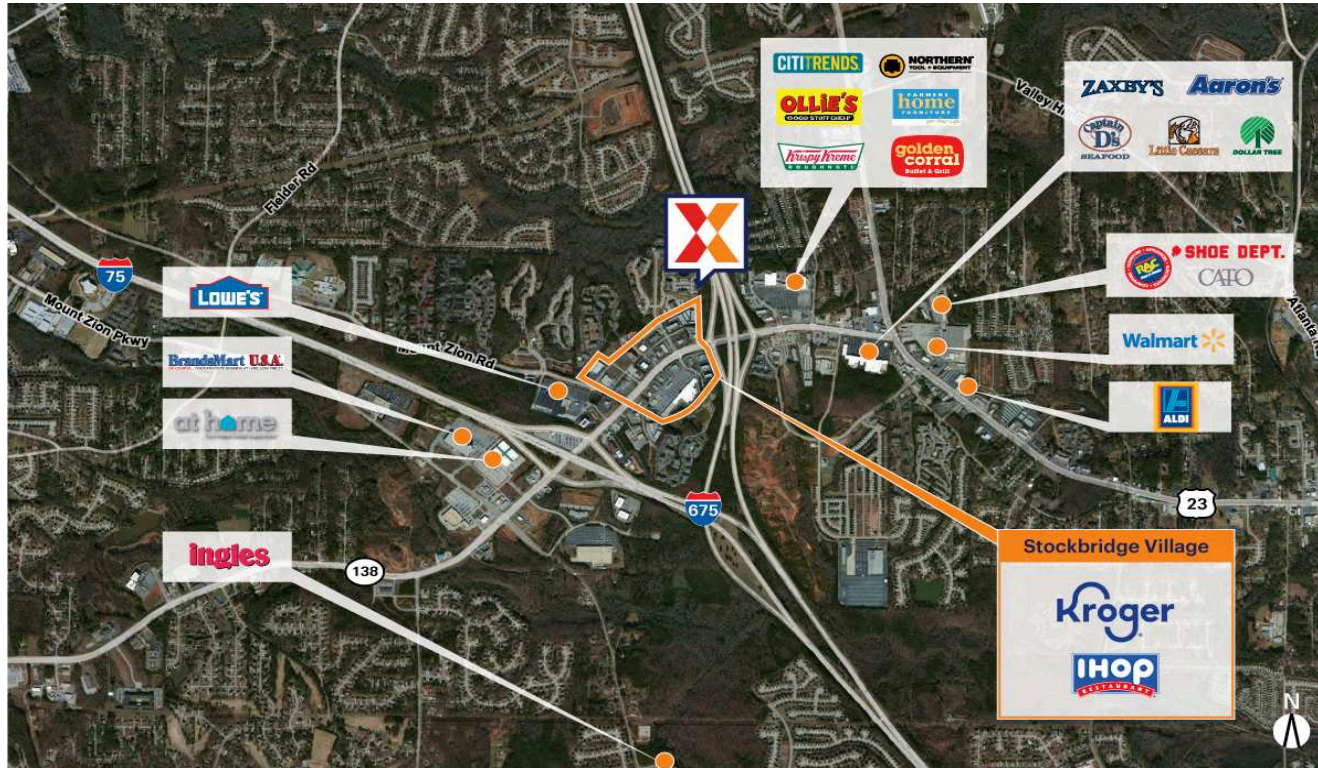 CITITRENDS
NORTHERN
TOOL + EQUIPMENT
OLLIE'S
GOOD STUFF CHEAP
FARMERS
home
FURNITURE
Krispy Kreme
DOUGHNUTS
golden
corral
Buffet & Grill
ZAXBY'S
Aaron's
Captain
D's
SEAFOOD
Little Caesars
DOLLAR TREE
Valley Hi
Fielder Rd
75
Mount Zion Pkwy
LOWE'S
Mount Zion Rd
BrandsMart U.S.A.
at home
RAC
SHOE DEPT.
CATO
Atlanta R
Walmart
ALDI
675
23
ingles
138
Stockbridge Village
Kroger
IHOP
RESTAURANT
N